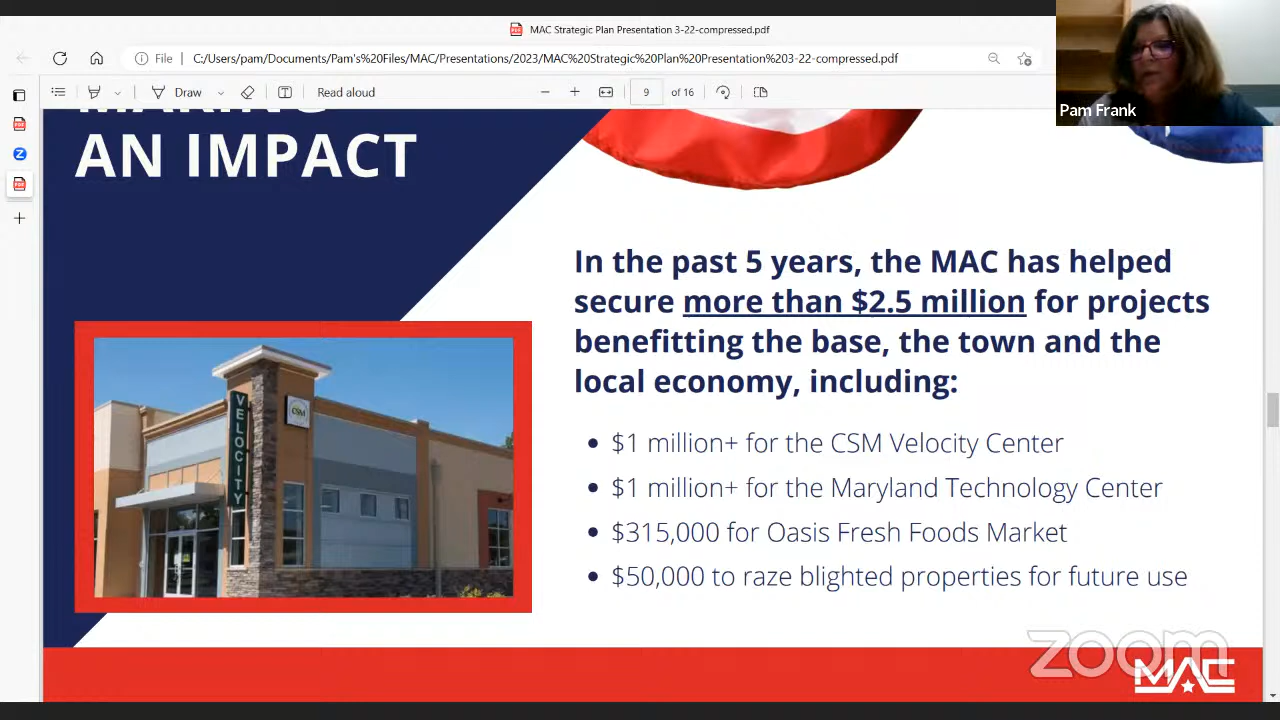 MAC Strategic Plan Presentation 3-22-compressed.pdf
File C:/Users/pam/Documents/Pam's%20Files/MAC/Presentations/2023/MAC%20Strategic%20Plan%20Presentation%203-22-compressed.pdf
Draw Read aloud 9 of 16
Pam Frank
MAKING
AN IMPACT
VELOCITY
CSM
In the past 5 years, the MAC has helped
secure more than $2.5 million for projects
benefitting the base, the town and the
local economy, including:
• $1 million+ for the CSM Velocity Center
• $1 million+ for the Maryland Technology Center
• $315,000 for Oasis Fresh Foods Market
• $50,000 to raze blighted properties for future use
zoom
MAC